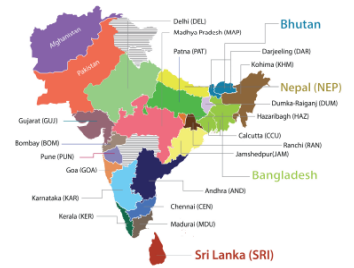 Delhi (DEL)
Bhutan
Madhya Pradesh (MAP)
Afghanistan
Patna (PAT)
Darjeeling (DAR)
Kohima (KHM)
Pakistan
Nepal (NEP)
Dumka-Raiganj (DUM)
Hazaribagh (HAZ)
Gujarat (GUJ)
Calcutta (CCU)
Bombay (BOM)
Ranchi (RAN)
Pune (PUN)
Jamshedpur(JAM)
Goa (GOA)
Bangladesh
Andhra (AND)
Karnataka (KAR)
Chennai (CEN)
Kerala (KER)
Madurai (MDU)
Sri Lanka (SRI)